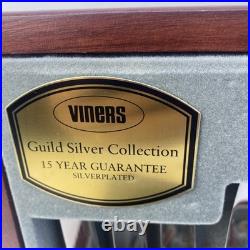 VINERS
Guild Silver Collection
15 YEAR GUARANTEE
SILVERPLATED